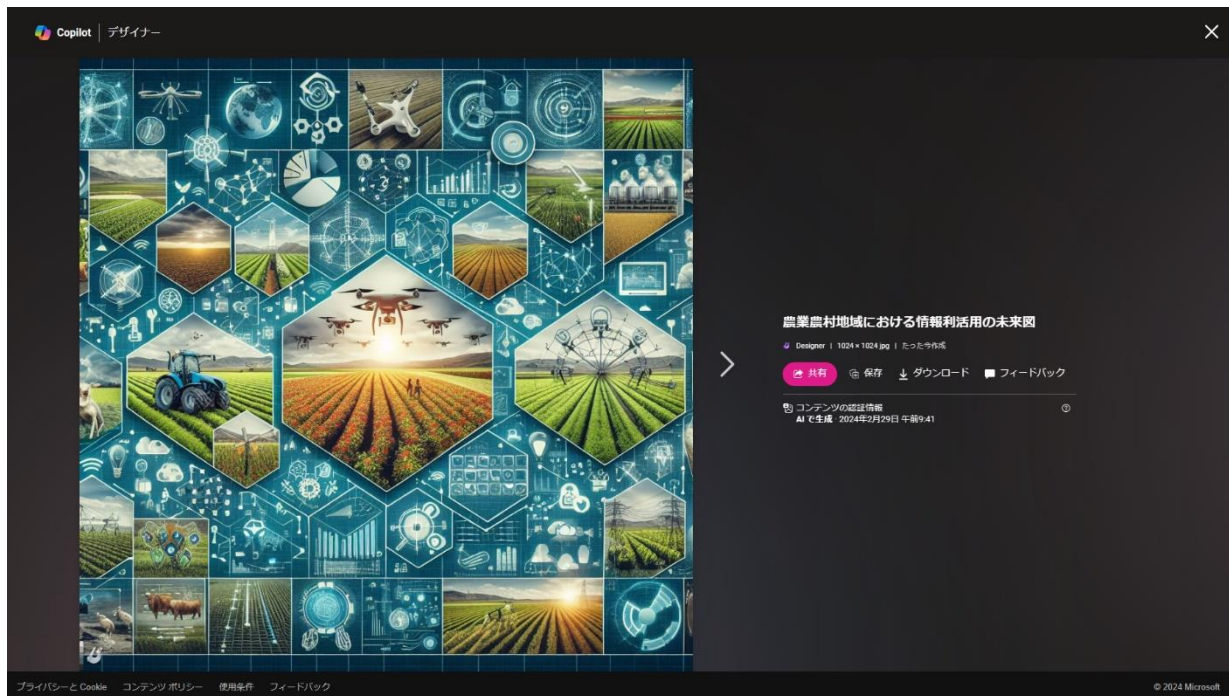 Copilot | デザイナー
農業農村地域における情報利活用の未来図
Designer | 1024 × 1024 jpg | たった今作成
共有 保存 ダウンロード フィードバック
コンテンツの認証情報
AI で生成 · 2024年2月29日 午前9:41
プライバシーと Cookie コンテンツ ポリシー 使用条件 フィードバック
© 2024 Microsoft